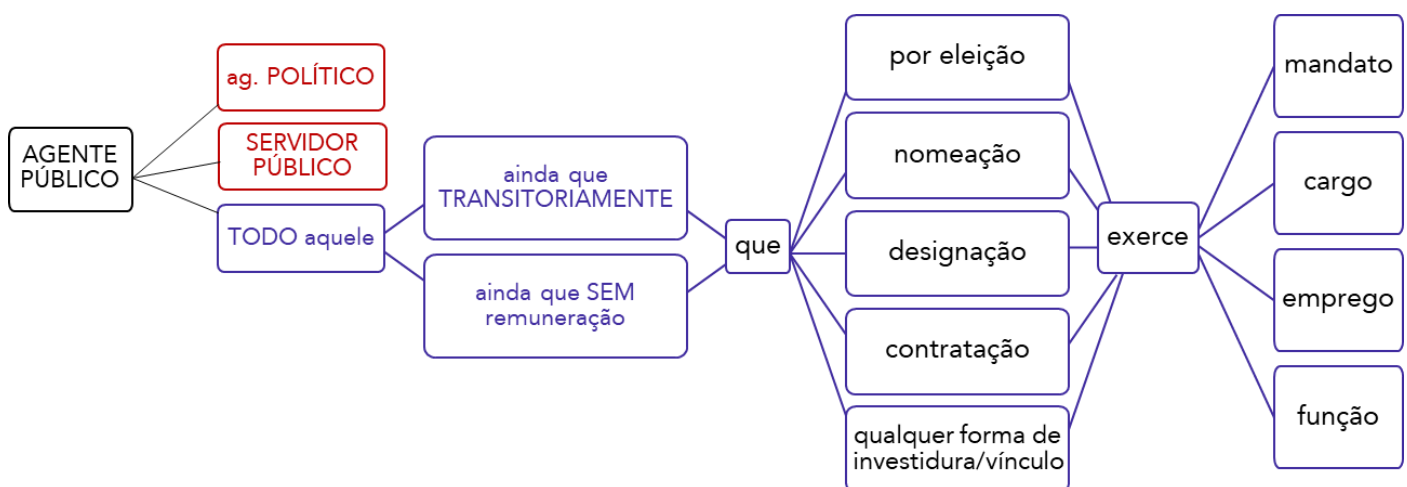 AGENTE
PÚBLICO
ag. POLÍTICO
SERVIDOR
PÚBLICO
TODO aquele
ainda que
TRANSITORIAMENTE
ainda que SEM
remuneração
que
por eleição
nomeação
designação
contratação
qualquer forma de
investidura/vínculo
exerce
mandato
cargo
emprego
função